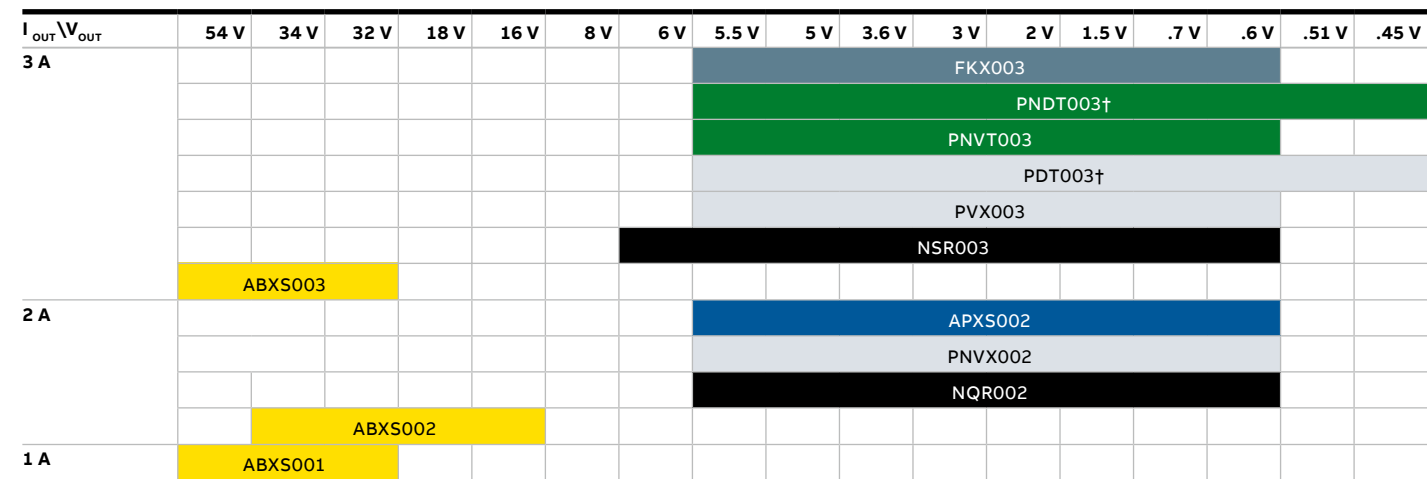 I OUT\VOUT 54 V 34 V 32 V 18 V 16 V 8 V 6 V 5.5 V 5 V 3.6 V 3 V 2 V 1.5 V .7 V .6 V .51 V .45 V
3 A FKX003
PNDT003†
PNVT003
PDT003†
PVX003
NSR003
ABXS003
2 A APXS002
PNVX002
NQR002
ABXS002
1 A ABXS001